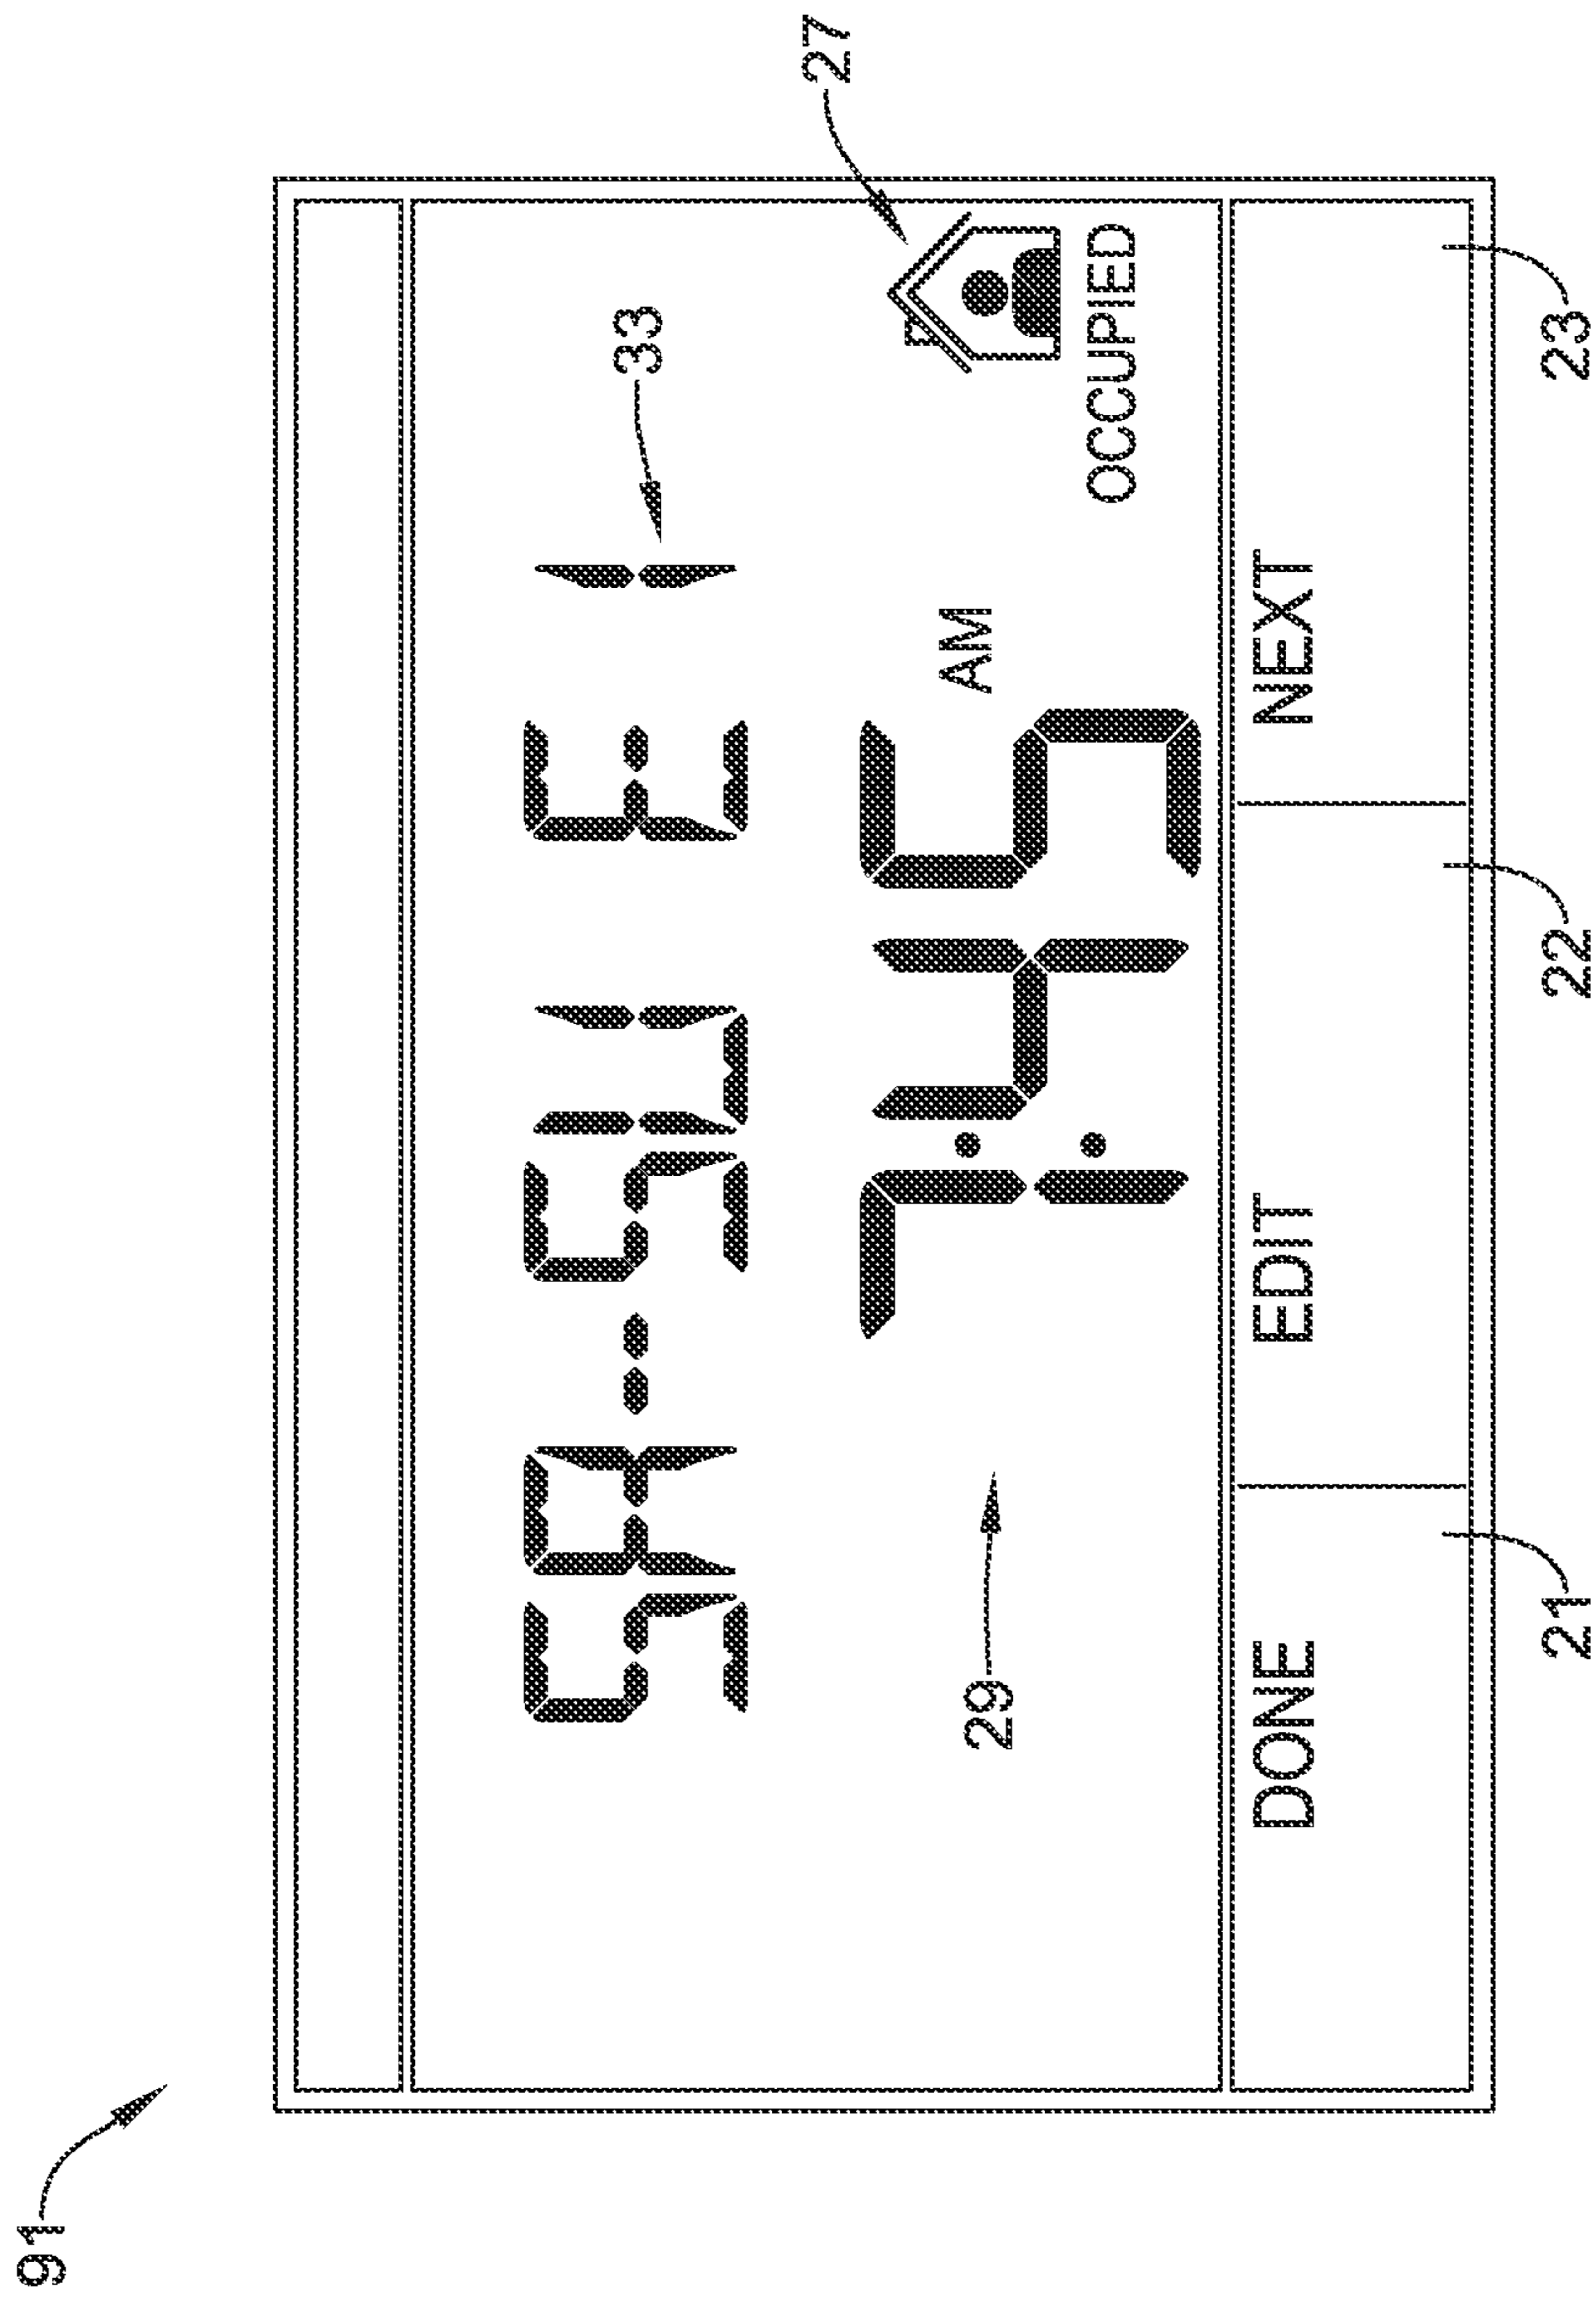 91
SA-SU E 1
33
27
7:45 AM
29
OCCUPIED
DONE EDIT NEXT
21 22 23